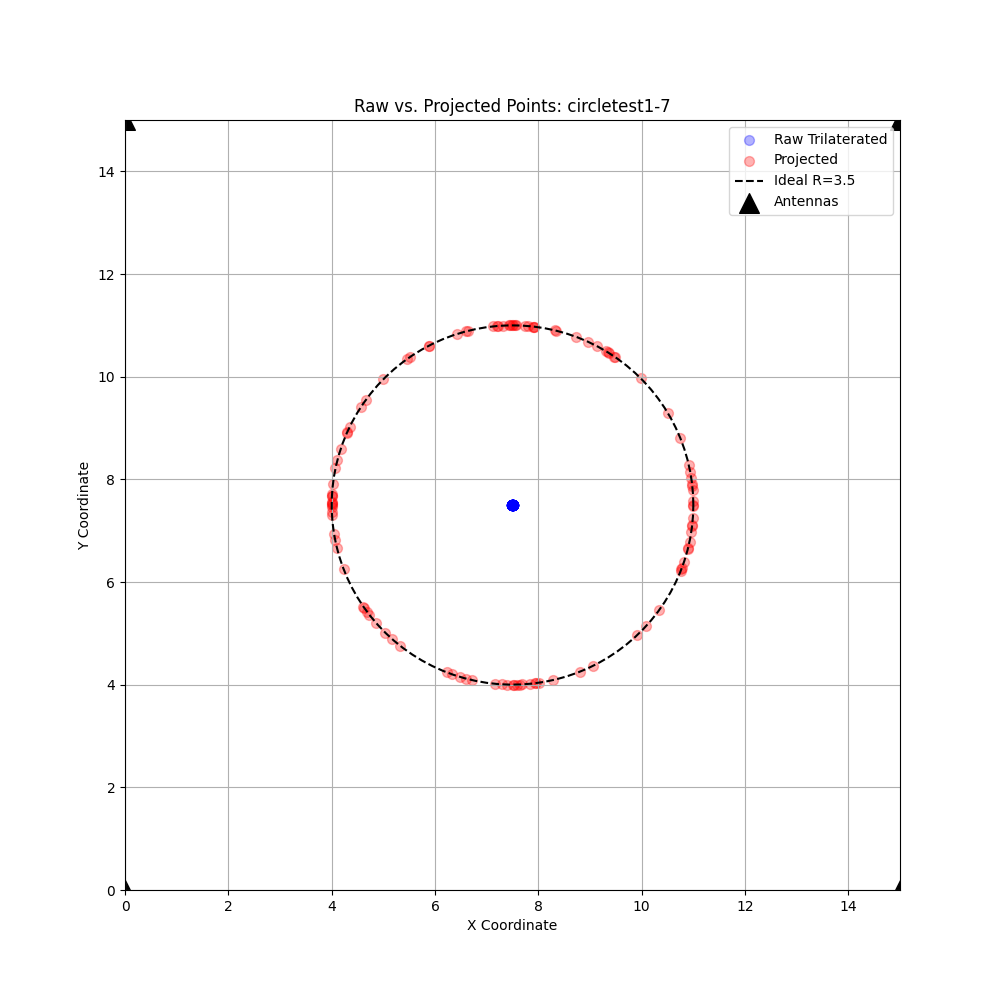 Raw vs. Projected Points: circletest1-7
Raw Trilaterated
Projected
Ideal R=3.5
Antennas
14
12
10
8
6
4
2
0
Y Coordinate
0 2 4 6 8 10 12 14
X Coordinate